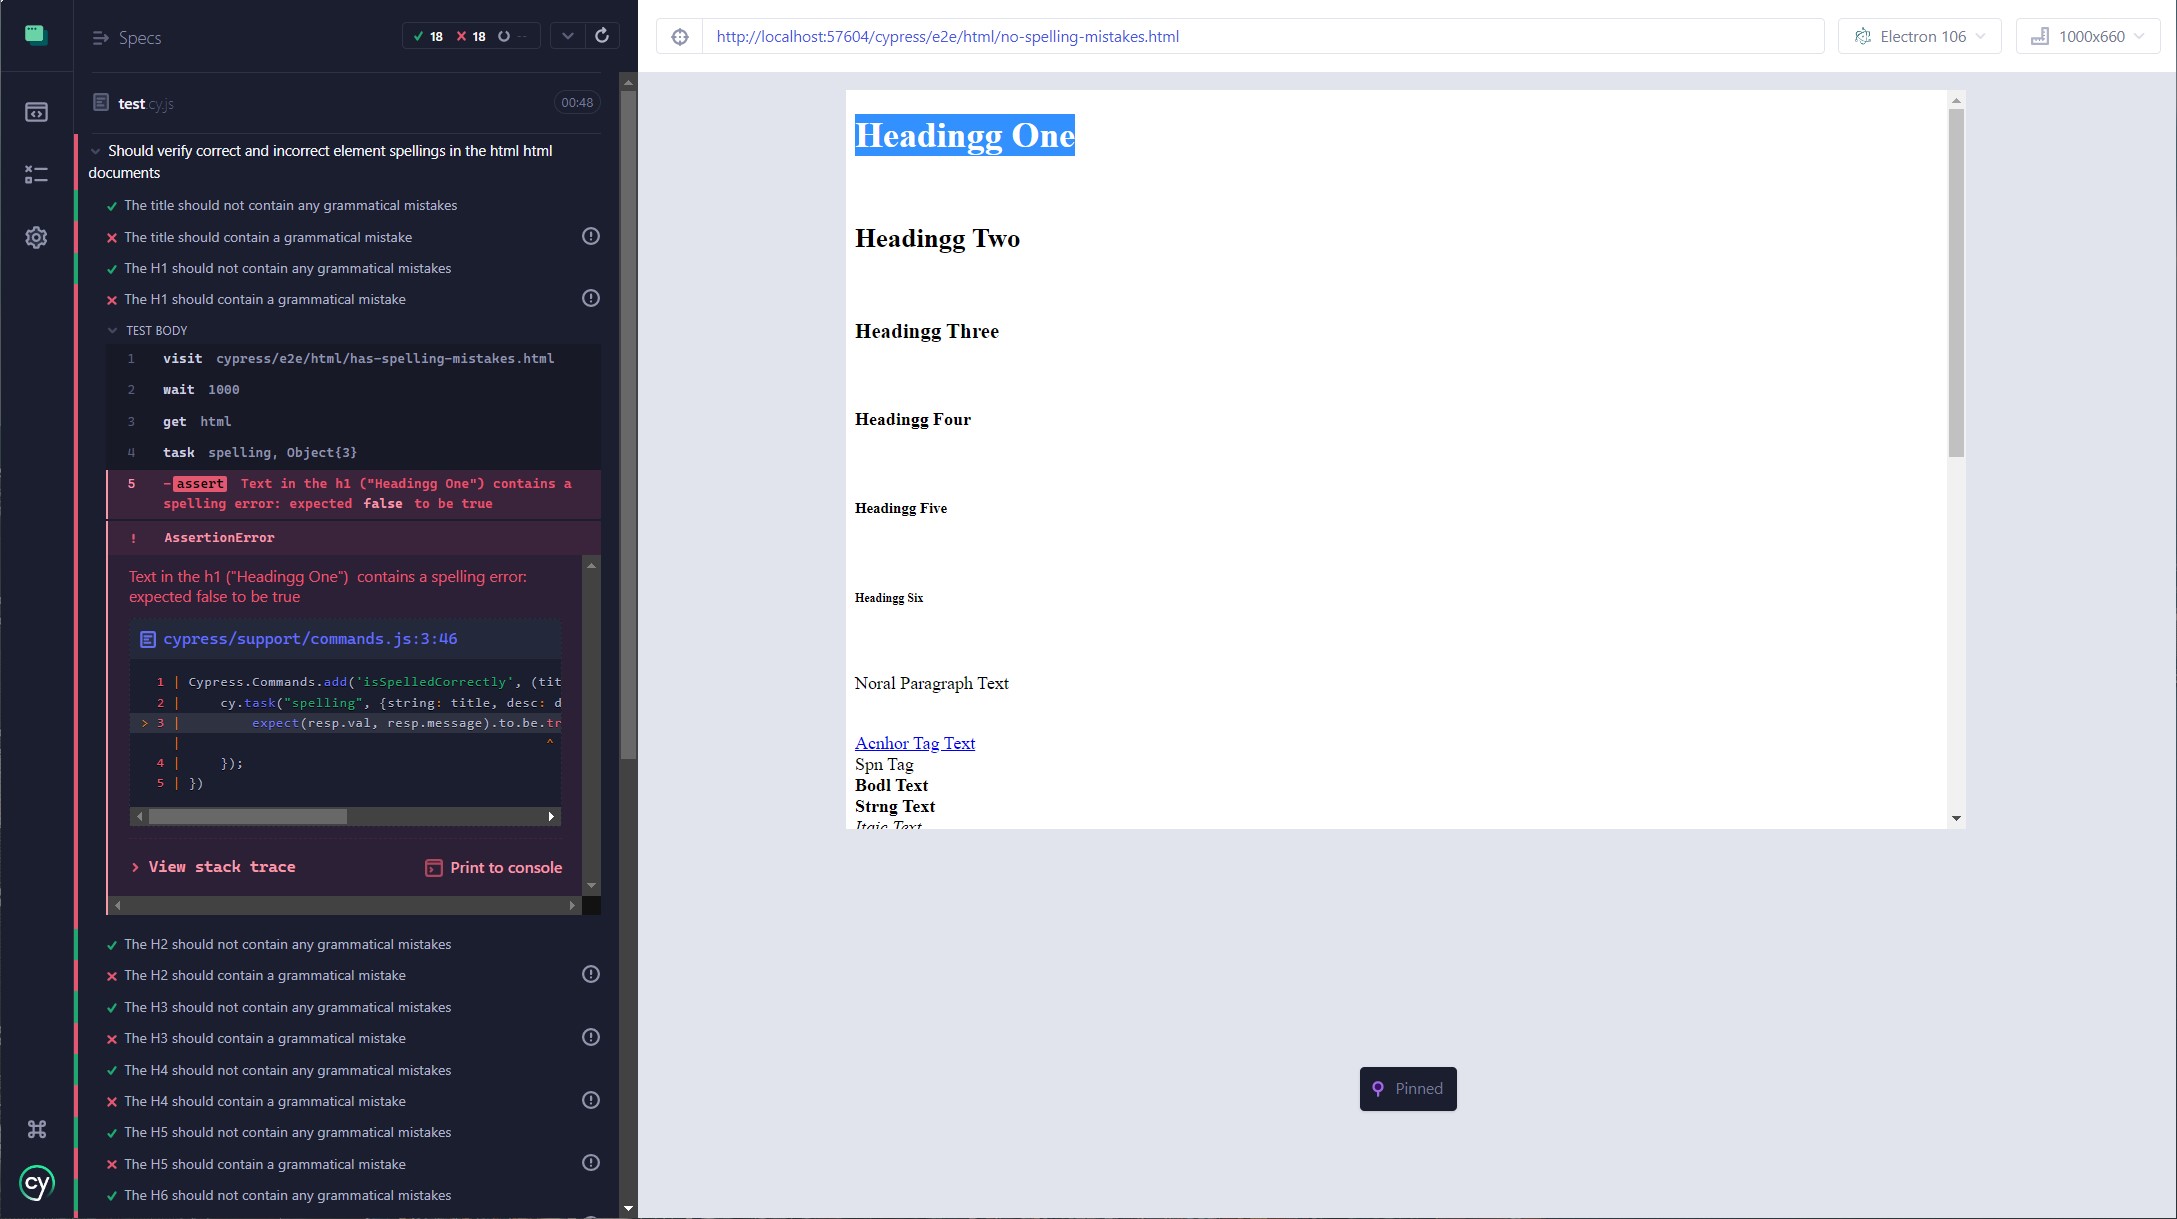 Specs
18 18 --
test.cy.js
00:48
Should verify correct and incorrect element spellings in the html html
documents
The title should not contain any grammatical mistakes
The title should contain a grammatical mistake
The H1 should not contain any grammatical mistakes
The H1 should contain a grammatical mistake
TEST BODY
1 visit cypress/e2e/html/has-spelling-mistakes.html
2 wait 1000
3 get html
4 task spelling, Object{3}
5 -assert Text in the h1 ("Headingg One") contains a
spelling error: expected false to be true
! AssertionError
Text in the h1 ("Headingg One") contains a spelling error:
expected false to be true
cypress/support/commands.js:3:46
1 | Cypress.Commands.add('isSpelledCorrectly', (tit
2 | cy.task("spelling", {string: title, desc: d
> 3 | expect(resp.val, resp.message).to.be.tr
| ^
4 | });
5 | })
View stack trace
Print to console
The H2 should not contain any grammatical mistakes
The H2 should contain a grammatical mistake
The H3 should not contain any grammatical mistakes
The H3 should contain a grammatical mistake
The H4 should not contain any grammatical mistakes
The H4 should contain a grammatical mistake
The H5 should not contain any grammatical mistakes
The H5 should contain a grammatical mistake
The H6 should not contain any grammatical mistakes
cy
http://localhost:57604/cypress/e2e/html/no-spelling-mistakes.html
Electron 106
1000x660
Headingg One
Headingg Two
Headingg Three
Headingg Four
Headingg Five
Headingg Six
Noral Paragraph Text
Acnhor Tag Text
Spn Tag
Bodl Text
Strng Text
Itaic Text
Pinned